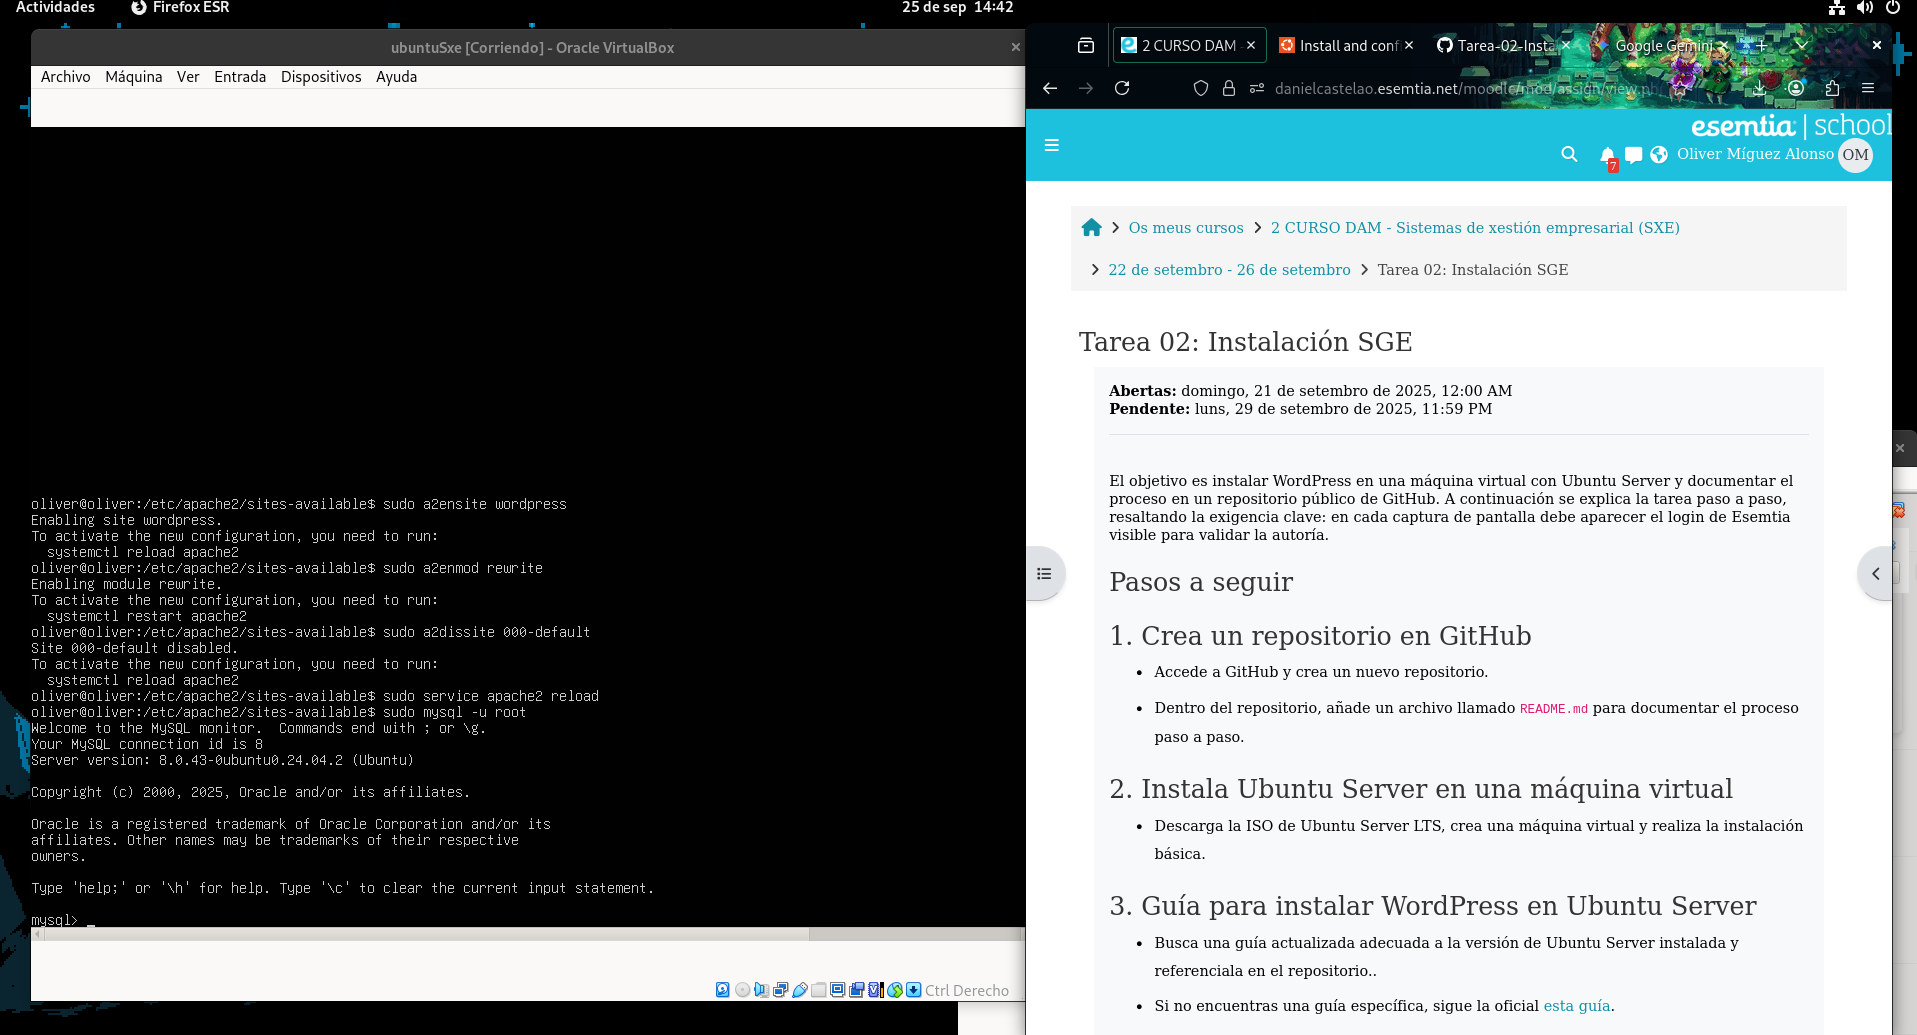 Actividades
Firefox ESR
25 de sep 14:42
ubuntuSxe [Corriendo] - Oracle VirtualBox
Archivo Máquina Ver Entrada Dispositivos Ayuda
oliver@oliver:/etc/apache2/sites-available$ sudo a2ensite wordpress
Enabling site wordpress.
To activate the new configuration, you need to run:
  systemctl reload apache2
oliver@oliver:/etc/apache2/sites-available$ sudo a2enmod rewrite
Enabling module rewrite.
To activate the new configuration, you need to run:
  systemctl restart apache2
oliver@oliver:/etc/apache2/sites-available$ sudo a2dissite 000-default
Site 000-default disabled.
To activate the new configuration, you need to run:
  systemctl reload apache2
oliver@oliver:/etc/apache2/sites-available$ sudo service apache2 reload
oliver@oliver:/etc/apache2/sites-available$ sudo mysql -u root
Welcome to the MySQL monitor.  Commands end with ; or \g.
Your MySQL connection id is 8
Server version: 8.0.43-0ubuntu0.24.04.2 (Ubuntu)
Copyright (c) 2000, 2025, Oracle and/or its affiliates.
Oracle is a registered trademark of Oracle Corporation and/or its
affiliates. Other names may be trademarks of their respective
owners.
Type 'help;' or '\h' for help. Type '\c' to clear the current input statement.
mysql> _
Ctrl Derecho
2 CURSO DAM -
Install and conf
Tarea-02-Insta
Google Gemini
danielcastelao.esemtia.net/moodle/mod/assign/view.ph
esemtia | school
7
Oliver Míguez Alonso OM
Os meus cursos > 2 CURSO DAM - Sistemas de xestión empresarial (SXE)
> 22 de setembro - 26 de setembro > Tarea 02: Instalación SGE
Tarea 02: Instalación SGE
Abertas: domingo, 21 de setembro de 2025, 12:00 AM
Pendente: luns, 29 de setembro de 2025, 11:59 PM
El objetivo es instalar WordPress en una máquina virtual con Ubuntu Server y documentar el
proceso en un repositorio público de GitHub. A continuación se explica la tarea paso a paso,
resaltando la exigencia clave: en cada captura de pantalla debe aparecer el login de Esemtia
visible para validar la autoría.
Pasos a seguir
1. Crea un repositorio en GitHub
• Accede a GitHub y crea un nuevo repositorio.
• Dentro del repositorio, añade un archivo llamado README.md para documentar el proceso
paso a paso.
2. Instala Ubuntu Server en una máquina virtual
• Descarga la ISO de Ubuntu Server LTS, crea una máquina virtual y realiza la instalación
básica.
3. Guía para instalar WordPress en Ubuntu Server
• Busca una guía actualizada adecuada a la versión de Ubuntu Server instalada y
referenciala en el repositorio..
• Si no encuentras una guía específica, sigue la oficial esta guía.